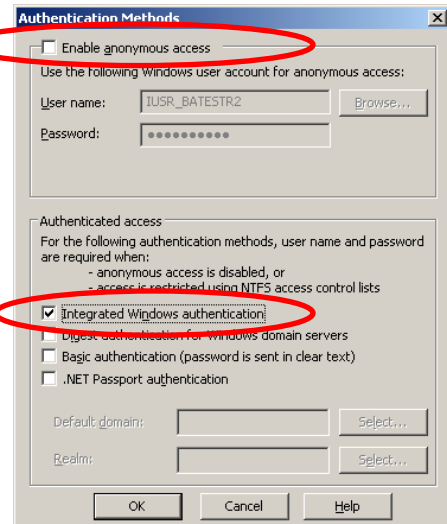 Authentication Methods
Enable anonymous access
Use the following Windows user account for anonymous access:
User name: IUSR_BATESTR2 Browse...
Password: ••••••••••
Authenticated access
For the following authentication methods, user name and password
are required when:
- anonymous access is disabled, or
- access is restricted using NTFS access control lists
Integrated Windows authentication
Digest authentication for Windows domain servers
Basic authentication (password is sent in clear text)
.NET Passport authentication
Default domain: Select...
Realm: Select...
OK Cancel Help